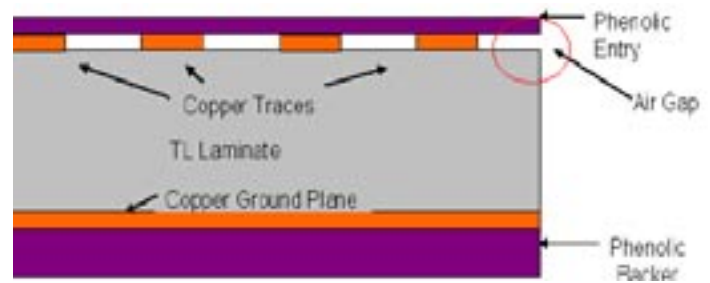 Phenolic
Entry
Air Gap
Copper Traces
TL Laminate
Copper Ground Plane
Phenolic
Backer